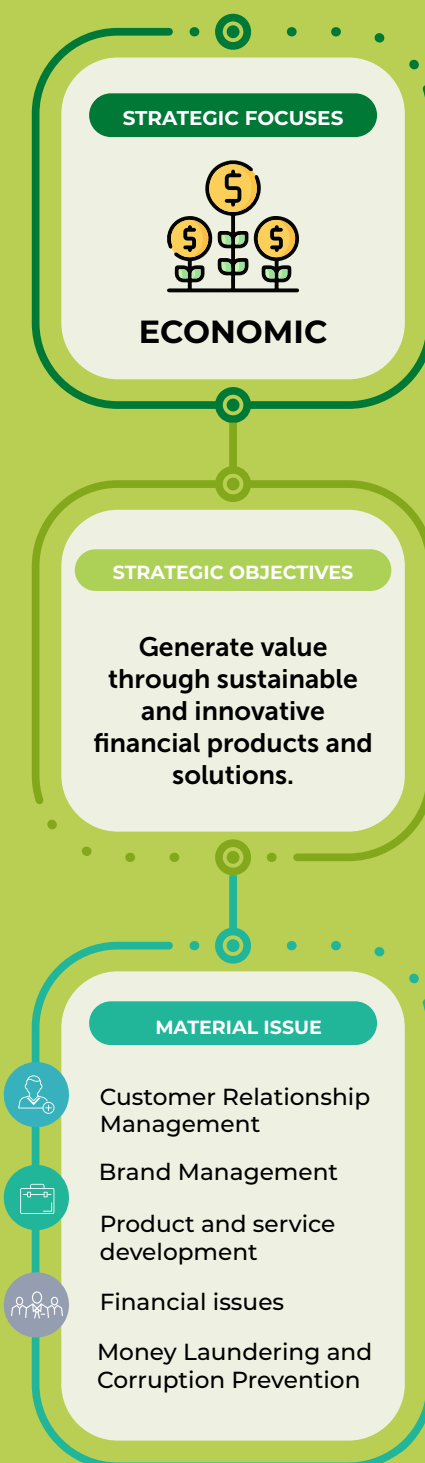 STRATEGIC FOCUSES
$
$
$
ECONOMIC
STRATEGIC OBJECTIVES
Generate value
through sustainable
and innovative
financial products and
solutions.
MATERIAL ISSUE
Customer Relationship
Management
Brand Management
Product and service
development
Financial issues
Money Laundering and
Corruption Prevention